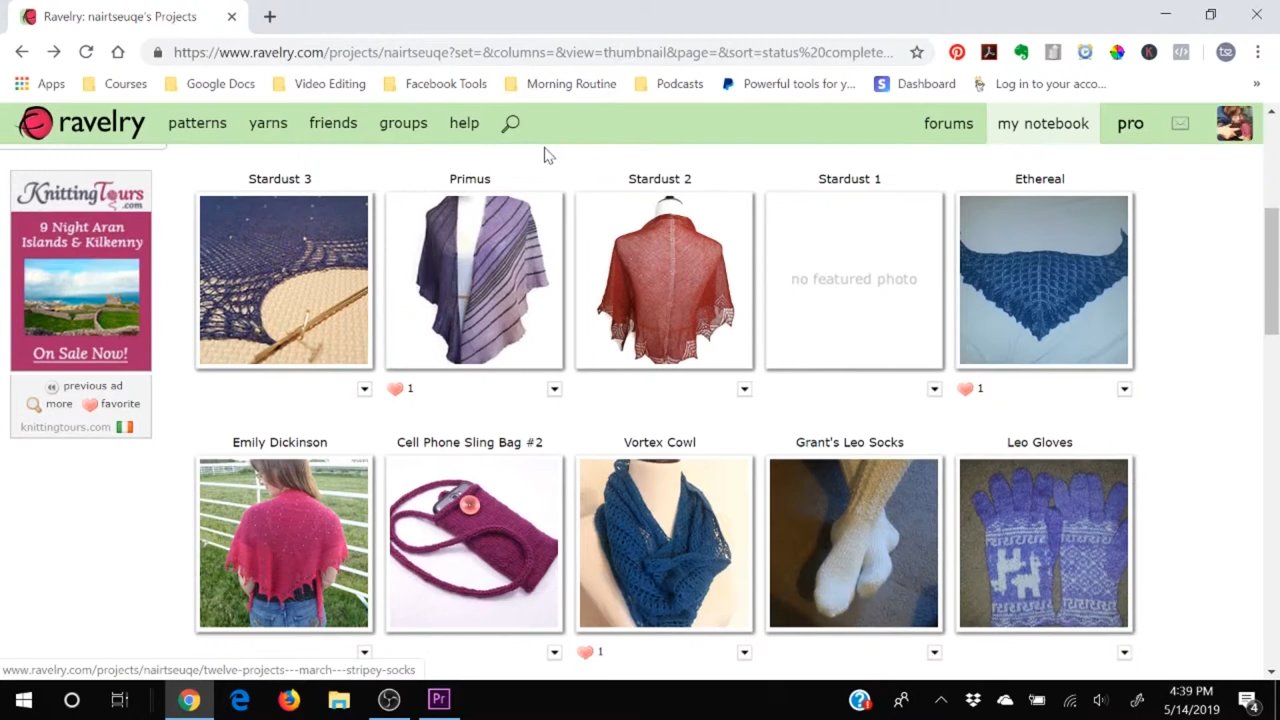 Ravelry: nairtseuqe's Projects
https://www.ravelry.com/projects/nairtseuqe?set=&columns=&view=thumbnail&page=&sort=status%20complete...
Apps Courses Google Docs Video Editing Facebook Tools Morning Routine Podcasts Powerful tools for y... Dashboard Log in to your acco... »
ravelry patterns yarns friends groups help forums my notebook pro
KnittingTours
.com
9 Night Aran
Islands & Kilkenny
On Sale Now!
previous ad
more favorite
knittingtours.com
Stardust 3 Primus Stardust 2 Stardust 1 Ethereal
no featured photo
1 1
Emily Dickinson Cell Phone Sling Bag #2 Vortex Cowl Grant's Leo Socks Leo Gloves
1
www.ravelry.com/projects/nairtseuqe/twelve-projects---march---stripey-socks
Pr
4:39 PM
5/14/2019
4